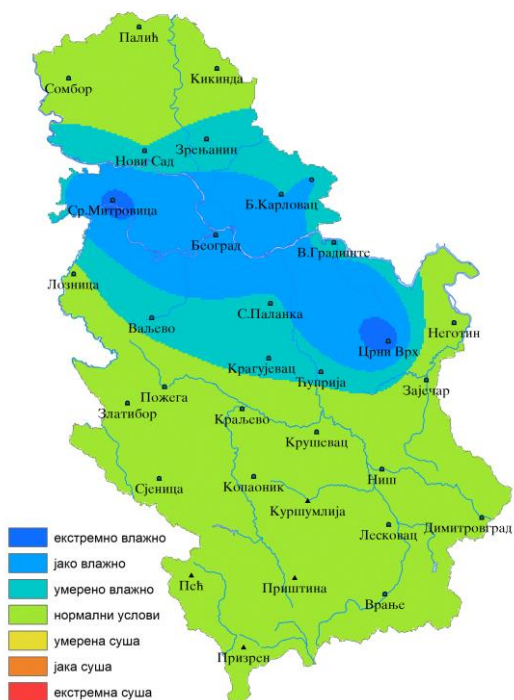 Палић
Кикинда
Сомбор
Зрењанин
Нови Сад
Ср.Митровица
Б.Карловац
Београд
В.Градиште
Лозница
С.Паланка
Ваљево
Неготин
Црни Врх
Крагујевац
Ћуприја
Зајечар
Пожега
Златибор
Краљево
Крушевац
Ниш
Сјеница
Копаоник
Куршумлија
Димитровград
Лесковац
Пећ
Приштина
Врање
Призрен
екстремно влажно
јако влажно
умерено влажно
нормални услови
умерена суша
јака суша
екстремна суша